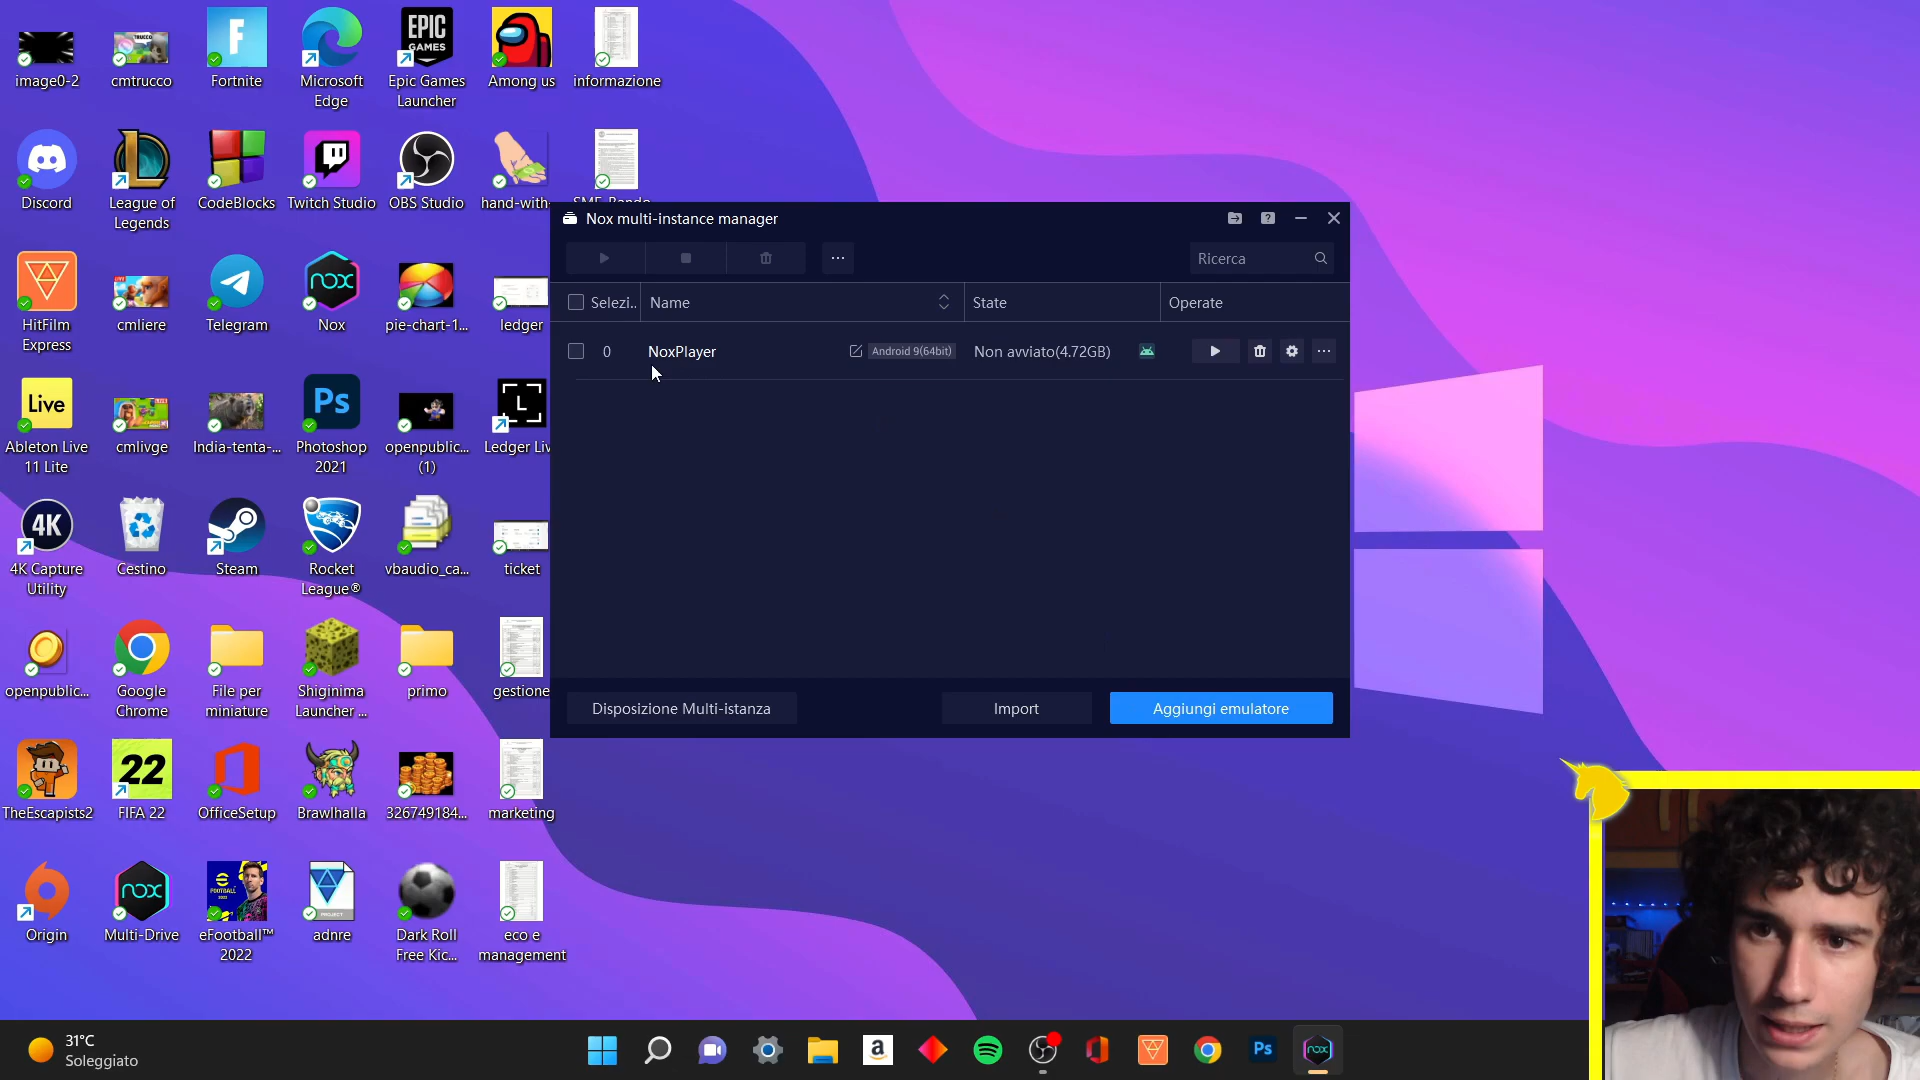 image0-2
cmtrucco
Fortnite
Microsoft
Edge
Epic Games
Launcher
Among us
informazione
Discord
League of
Legends
CodeBlocks
Twitch Studio
OBS Studio
hand-with-
HitFilm
Express
cmliere
Telegram
Nox
pie-chart-1...
ledger
Ableton Live
11 Lite
cmlivge
India-tenta-...
Photoshop
2021
openpublic...
(1)
Ledger Liv
4K Capture
Utility
Cestino
Steam
Rocket
League®
vbaudio_ca...
ticket
openpublic...
Google
Chrome
File per
miniature
Shiginima
Launcher ...
primo
gestione
TheEscapists2
FIFA 22
OfficeSetup
Brawlhalla
326749184...
marketing
Origin
Multi-Drive
eFootball™
2022
adnre
Dark Roll
Free Kic...
eco e
management
EPIC
GAMES
nox
Live
Ps
4K
22
nox
PROJECT
Nox multi-instance manager
Ricerca
Selezi..
Name
State
Operate
0
NoxPlayer
Android 9(64bit)
Non avviato(4.72GB)
Disposizione Multi-istanza
Import
Aggiungi emulatore
31°C
Soleggiato
Ps
nox